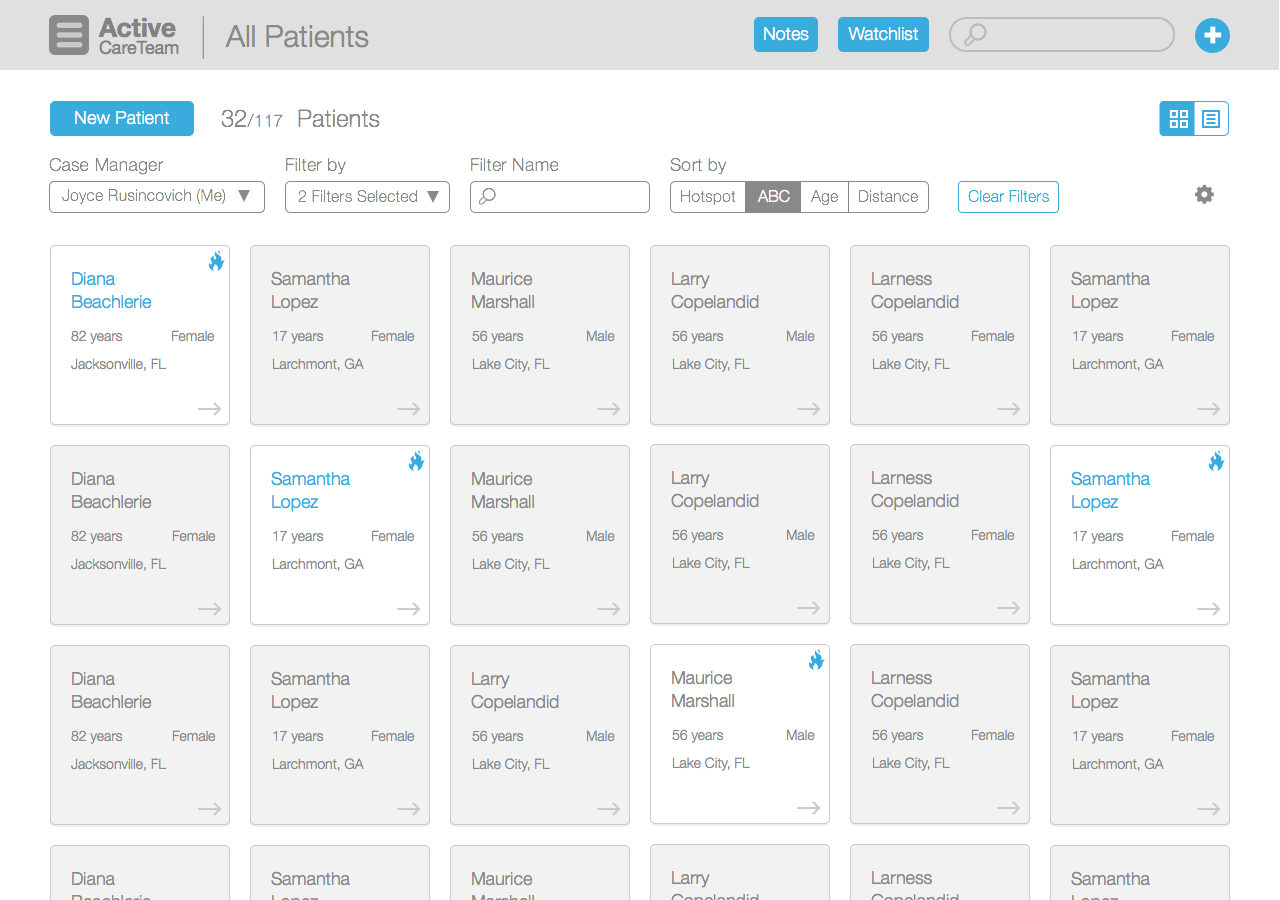 Active
CareTeam
All Patients
Notes
Watchlist
New Patient
32/117 Patients
Case Manager
Filter by
Filter Name
Sort by
Joyce Rusincovich (Me) ▼
2 Filters Selected ▼
Hotspot
ABC
Age
Distance
Clear Filters
Diana
Beachlerie
82 years Female
Jacksonville, FL
Samantha
Lopez
17 years Female
Larchmont, GA
Maurice
Marshall
56 years Male
Lake City, FL
Larry
Copelandid
56 years Male
Lake City, FL
Larness
Copelandid
56 years Female
Lake City, FL
Samantha
Lopez
17 years Female
Larchmont, GA
Diana
Beachlerie
82 years Female
Jacksonville, FL
Samantha
Lopez
17 years Female
Larchmont, GA
Maurice
Marshall
56 years Male
Lake City, FL
Larry
Copelandid
56 years Male
Lake City, FL
Larness
Copelandid
56 years Female
Lake City, FL
Samantha
Lopez
17 years Female
Larchmont, GA
Diana
Beachlerie
82 years Female
Jacksonville, FL
Samantha
Lopez
17 years Female
Larchmont, GA
Larry
Copelandid
56 years Male
Lake City, FL
Maurice
Marshall
56 years Male
Lake City, FL
Larness
Copelandid
56 years Female
Lake City, FL
Samantha
Lopez
17 years Female
Larchmont, GA
Diana
Beachlerie
Samantha
Lopez
Maurice
Marshall
Larry
Copelandid
Larness
Copelandid
Samantha
Lopez